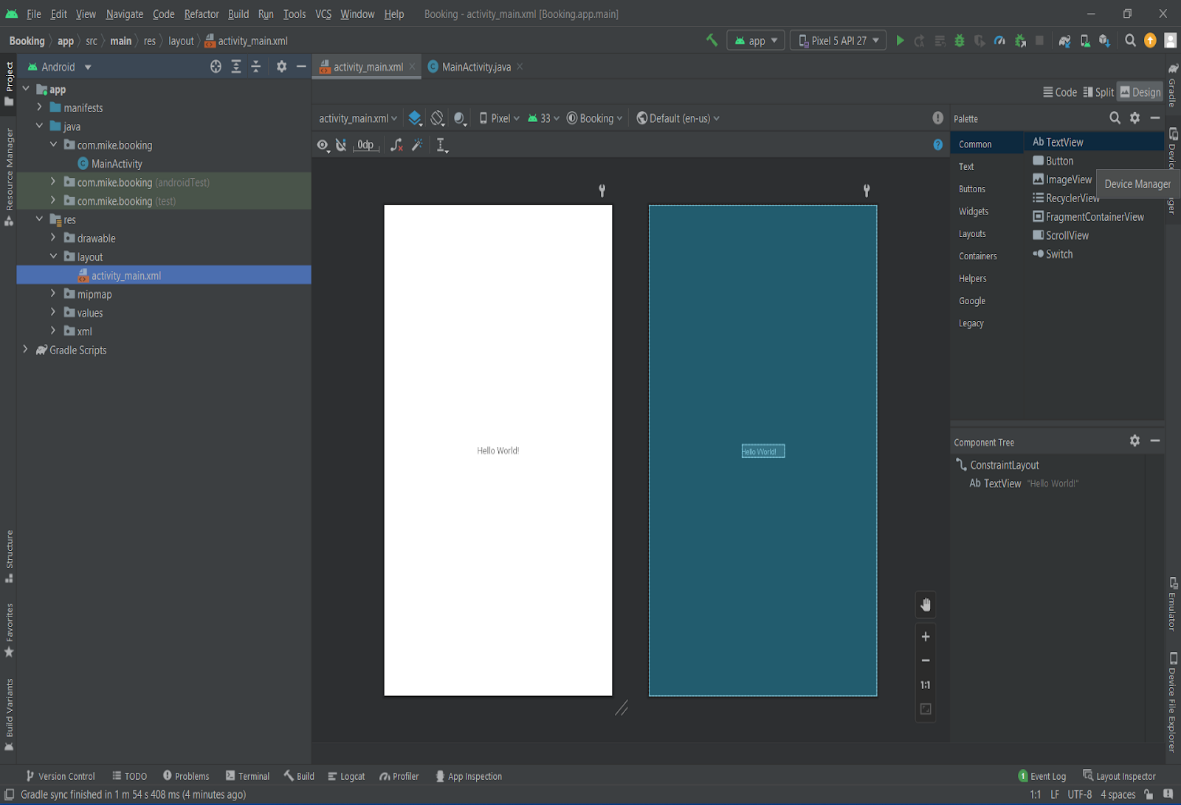 File Edit View Navigate Code Refactor Build Run Tools VCS Window Help Booking - activity_main.xml [Booking.app.main]
Booking app src main res layout activity_main.xml app Pixel 5 API 27
Project
Android
activity_main.xml
MainActivity.java
Gradle
Code Split Design
app
manifests
java
com.mike.booking
MainActivity
com.mike.booking (androidTest)
com.mike.booking (test)
res
drawable
layout
activity_main.xml
mipmap
values
xml
Gradle Scripts
Resource Manager
Structure
Favorites
Build Variants
activity_main.xml Pixel 33 Booking Default (en-us)
0dp
Hello World!
Hello World!
1:1
Palette
Common
Text
Buttons
Widgets
Layouts
Containers
Helpers
Google
Legacy
Ab TextView
Button
ImageView
RecyclerView
FragmentContainerView
ScrollView
Switch
Device Manager
Component Tree
ConstraintLayout
Ab TextView "Hello World!"
Emulator
Device File Explorer
Version Control TODO Problems Terminal Build Logcat Profiler App Inspection 1 Event Log Layout Inspector
Gradle sync finished in 1 m 54 s 408 ms (4 minutes ago) 1:1 LF UTF-8 4 spaces